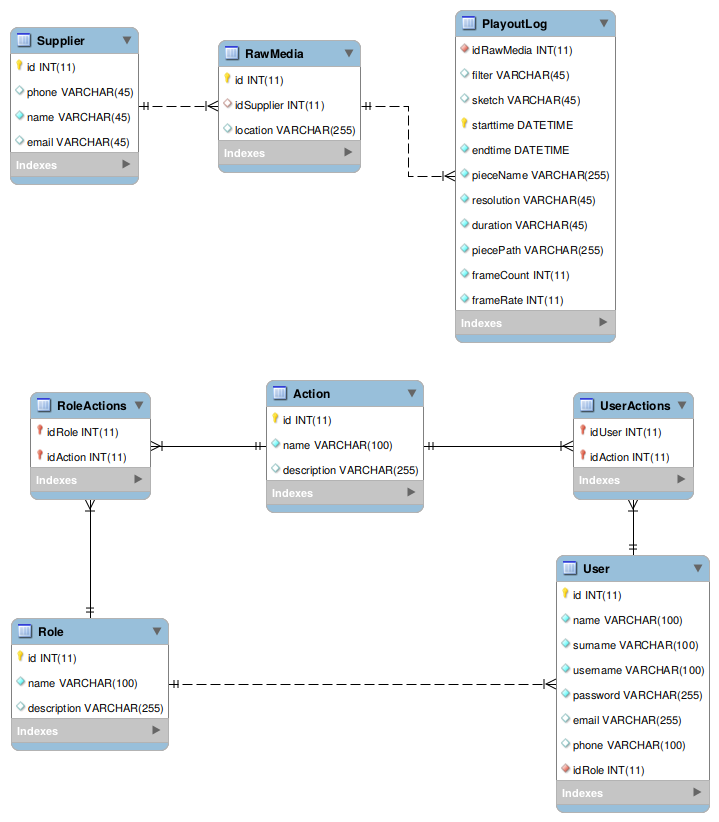 Supplier
id INT(11)
phone VARCHAR(45)
name VARCHAR(45)
email VARCHAR(45)
Indexes
RawMedia
id INT(11)
idSupplier INT(11)
location VARCHAR(255)
Indexes
PlayoutLog
idRawMedia INT(11)
filter VARCHAR(45)
sketch VARCHAR(45)
starttime DATETIME
endtime DATETIME
pieceName VARCHAR(255)
resolution VARCHAR(45)
duration VARCHAR(45)
piecePath VARCHAR(255)
frameCount INT(11)
frameRate INT(11)
Indexes
RoleActions
idRole INT(11)
idAction INT(11)
Indexes
Action
id INT(11)
name VARCHAR(100)
description VARCHAR(255)
Indexes
UserActions
idUser INT(11)
idAction INT(11)
Indexes
Role
id INT(11)
name VARCHAR(100)
description VARCHAR(255)
Indexes
User
id INT(11)
name VARCHAR(100)
surname VARCHAR(100)
username VARCHAR(100)
password VARCHAR(255)
email VARCHAR(255)
phone VARCHAR(100)
idRole INT(11)
Indexes